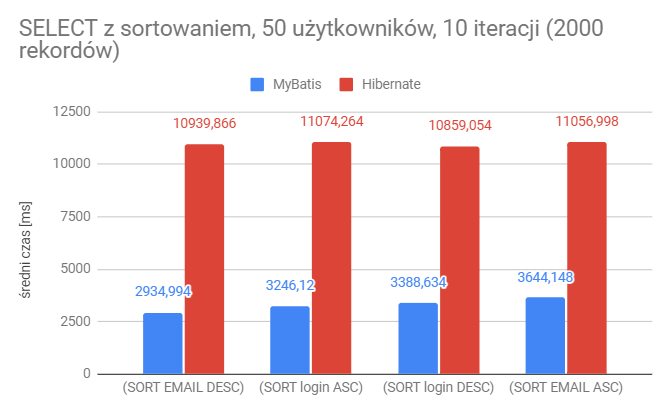 SELECT z sortowaniem, 50 użytkowników, 10 iteracji (2000
rekordów)
MyBatis Hibernate
średni czas [ms]
12500
10000
7500
5000
2500
0
10939,866
11074,264
10859,054
11056,998
2934,994
3246,12
3388,634
3644,148
(SORT EMAIL DESC) (SORT login ASC) (SORT login DESC) (SORT EMAIL ASC)